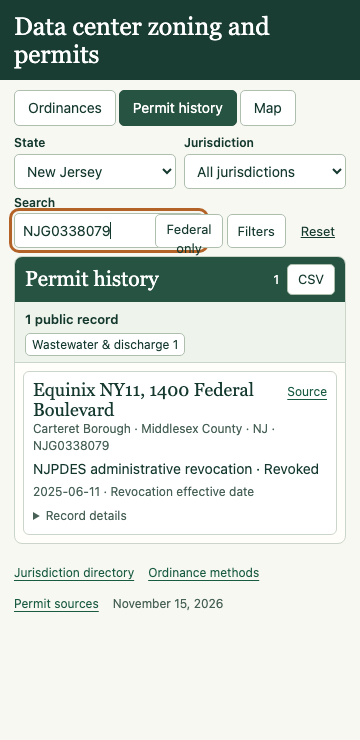 Data center zoning and
permits
Ordinances
Permit history
Map
State
Jurisdiction
New Jersey
All jurisdictions
Search
NJG0338079
Federal
only
Filters
Reset
Permit history
1
CSV
1 public record
Wastewater & discharge 1
Equinix NY11, 1400 Federal
Boulevard
Source
Carteret Borough · Middlesex County · NJ ·
NJG0338079
NJPDES administrative revocation · Revoked
2025-06-11 · Revocation effective date
Record details
Jurisdiction directory
Ordinance methods
Permit sources
November 15, 2026